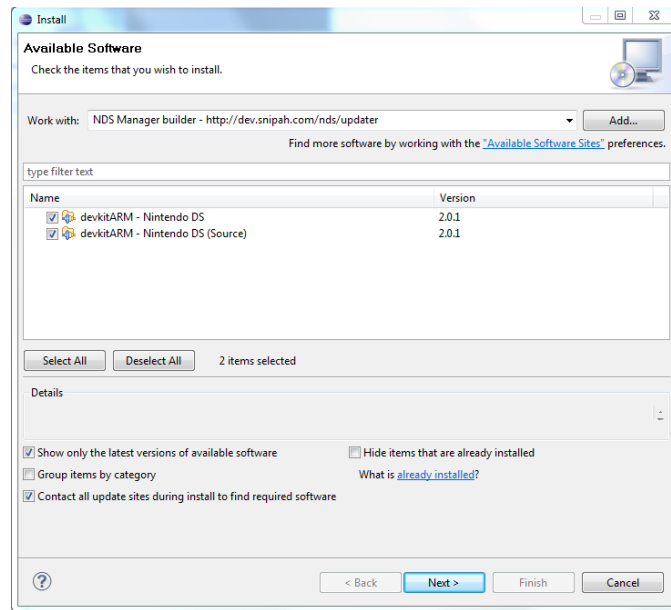 Install
Available Software
Check the items that you wish to install.
Work with: NDS Manager builder - http://dev.snipah.com/nds/updater Add...
Find more software by working with the "Available Software Sites" preferences.
type filter text
Name Version
devkitARM - Nintendo DS 2.0.1
devkitARM - Nintendo DS (Source) 2.0.1
Select All Deselect All 2 items selected
Details
Show only the latest versions of available software Hide items that are already installed
Group items by category What is already installed?
Contact all update sites during install to find required software
? < Back Next > Finish Cancel